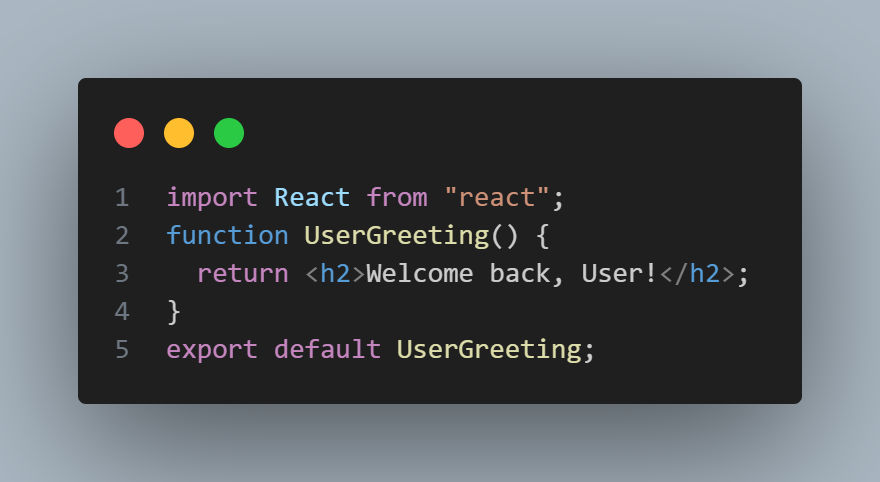 1 import React from "react";
2 function UserGreeting() {
3   return <h2>Welcome back, User!</h2>;
4 }
5 export default UserGreeting;